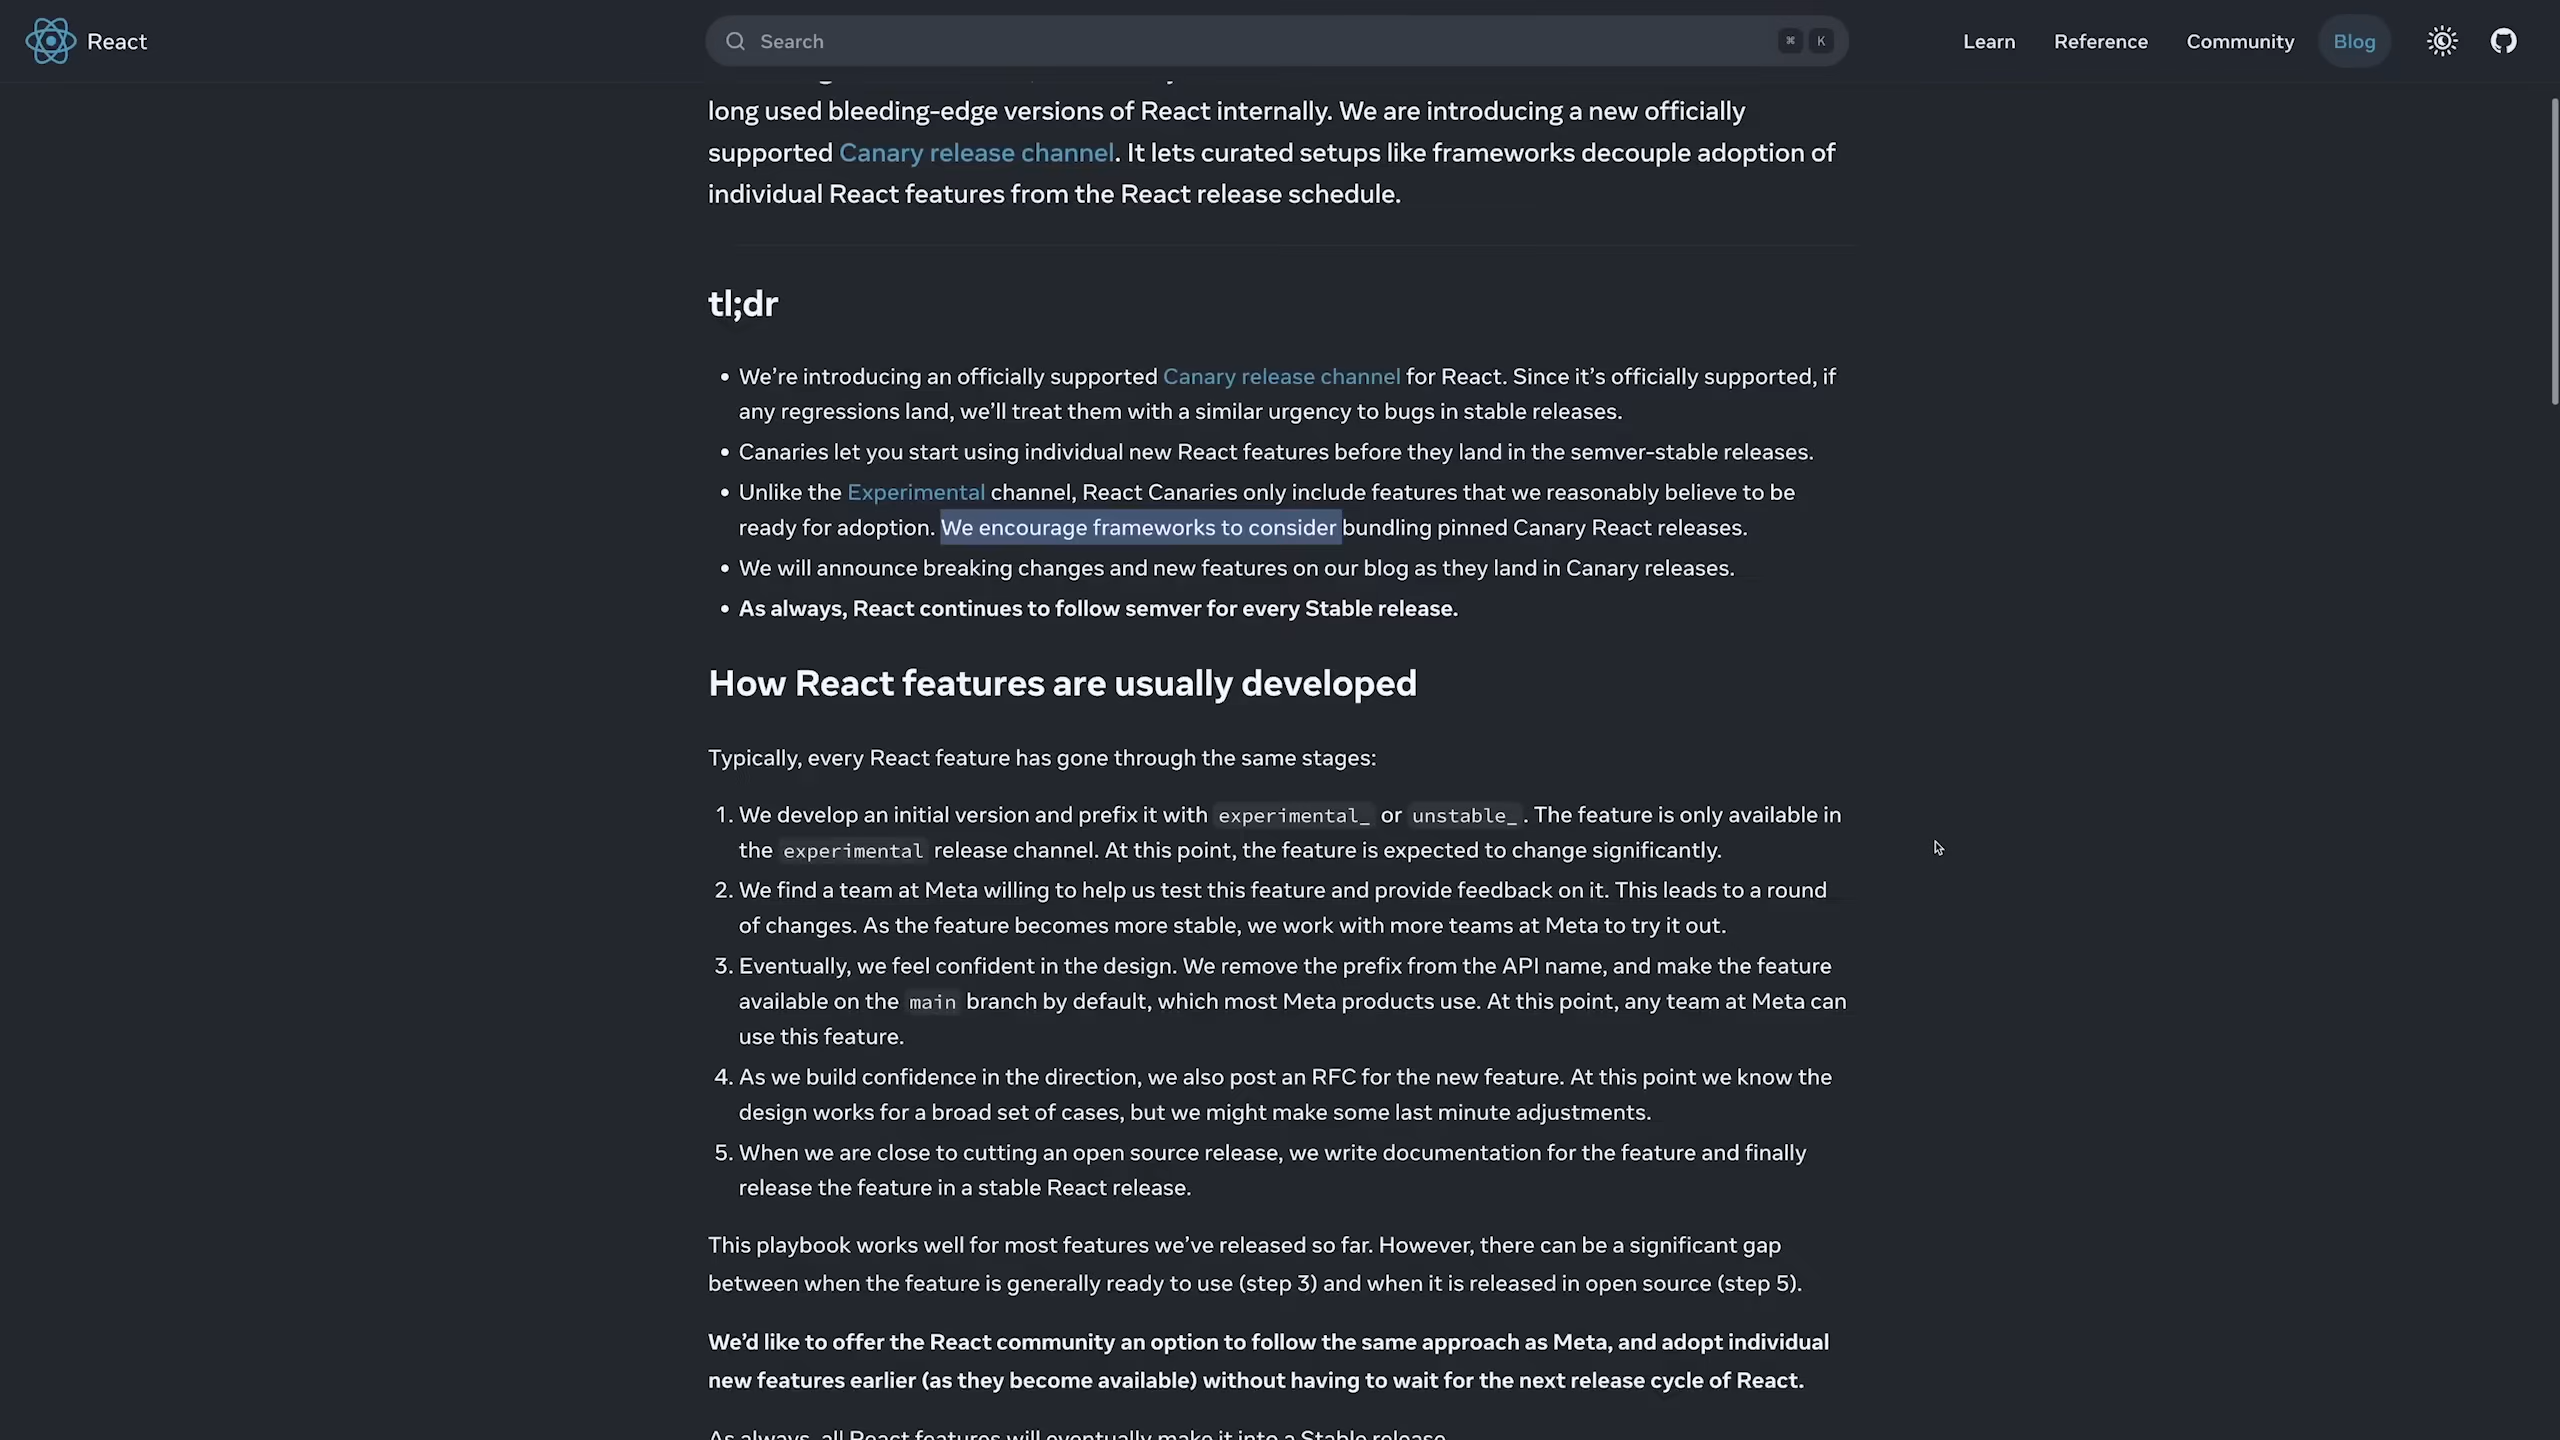 React
Search
⌘ K
Learn
Reference
Community
Blog
long used bleeding-edge versions of React internally. We are introducing a new officially
supported Canary release channel. It lets curated setups like frameworks decouple adoption of
individual React features from the React release schedule.
tl;dr
• We’re introducing an officially supported Canary release channel for React. Since it’s officially supported, if
any regressions land, we’ll treat them with a similar urgency to bugs in stable releases.
• Canaries let you start using individual new React features before they land in the semver-stable releases.
• Unlike the Experimental channel, React Canaries only include features that we reasonably believe to be
ready for adoption. We encourage frameworks to consider bundling pinned Canary React releases.
• We will announce breaking changes and new features on our blog as they land in Canary releases.
• As always, React continues to follow semver for every Stable release.
How React features are usually developed
Typically, every React feature has gone through the same stages:
1. We develop an initial version and prefix it with experimental_ or unstable_. The feature is only available in
the experimental release channel. At this point, the feature is expected to change significantly.
2. We find a team at Meta willing to help us test this feature and provide feedback on it. This leads to a round
of changes. As the feature becomes more stable, we work with more teams at Meta to try it out.
3. Eventually, we feel confident in the design. We remove the prefix from the API name, and make the feature
available on the main branch by default, which most Meta products use. At this point, any team at Meta can
use this feature.
4. As we build confidence in the direction, we also post an RFC for the new feature. At this point we know the
design works for a broad set of cases, but we might make some last minute adjustments.
5. When we are close to cutting an open source release, we write documentation for the feature and finally
release the feature in a stable React release.
This playbook works well for most features we’ve released so far. However, there can be a significant gap
between when the feature is generally ready to use (step 3) and when it is released in open source (step 5).
We’d like to offer the React community an option to follow the same approach as Meta, and adopt individual
new features earlier (as they become available) without having to wait for the next release cycle of React.
As always, all React features will eventually make it into a Stable release.